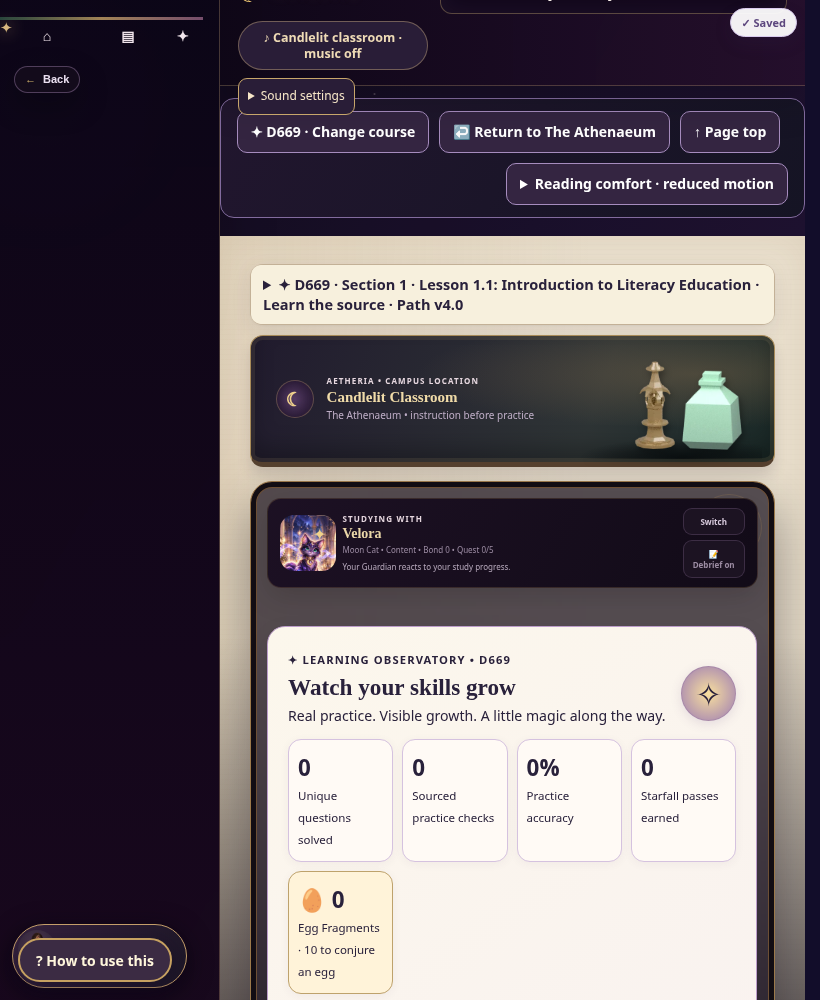 ← Back
? How to use this
♪ Candlelit classroom ·
music off
✓ Saved
▶ Sound settings
✦ D669 · Change course
↩ Return to The Athenaeum
↑ Page top
▶ Reading comfort · reduced motion
▶ ✦ D669 · Section 1 · Lesson 1.1: Introduction to Literacy Education ·
Learn the source · Path v4.0
AETHERIA • CAMPUS LOCATION
Candlelit Classroom
The Athenaeum • instruction before practice
STUDYING WITH
Velora
Moon Cat • Content • Bond 0 • Quest 0/5
Your Guardian reacts to your study progress.
Switch
Debrief on
✦ LEARNING OBSERVATORY • D669
Watch your skills grow
Real practice. Visible growth. A little magic along the way.
0
Unique
questions
solved
0
Sourced
practice checks
0%
Practice
accuracy
0
Starfall passes
earned
0
Egg Fragments
· 10 to conjure
an egg